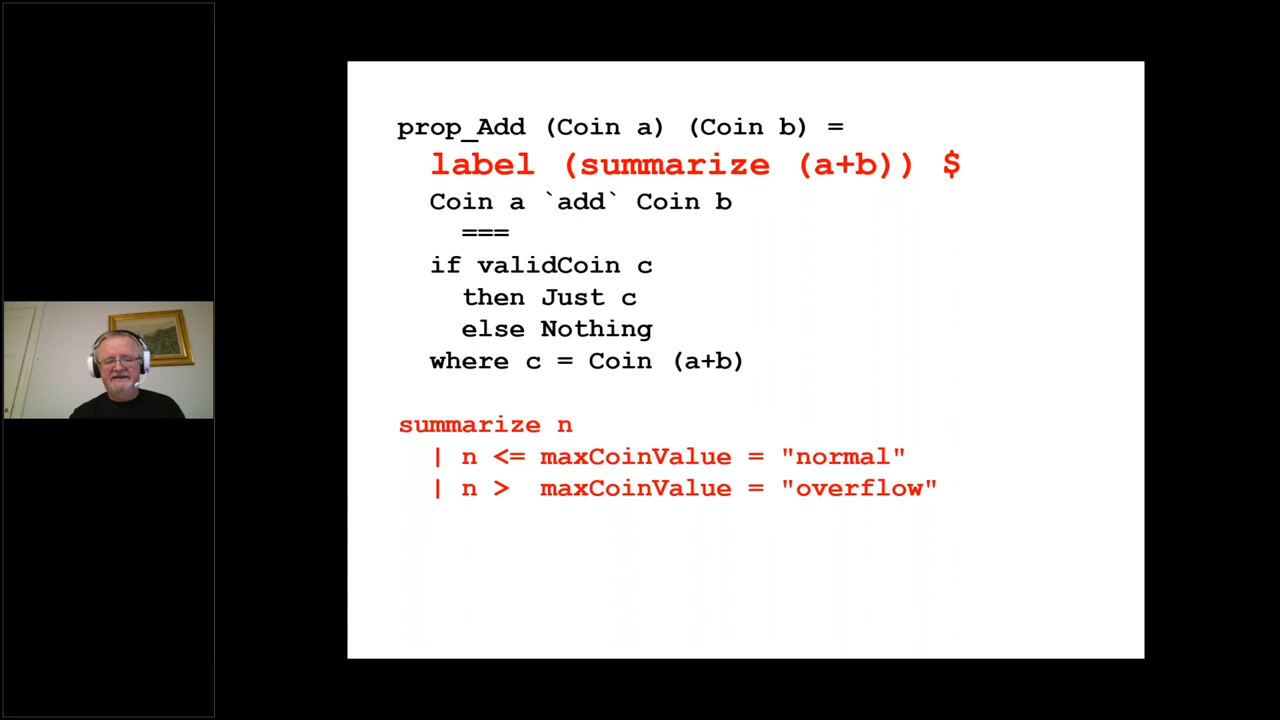 prop_Add (Coin a) (Coin b) =
label (summarize (a+b)) $
Coin a `add` Coin b
===
if validCoin c
then Just c
else Nothing
where c = Coin (a+b)
summarize n
| n <= maxCoinValue = "normal"
| n > maxCoinValue = "overflow"